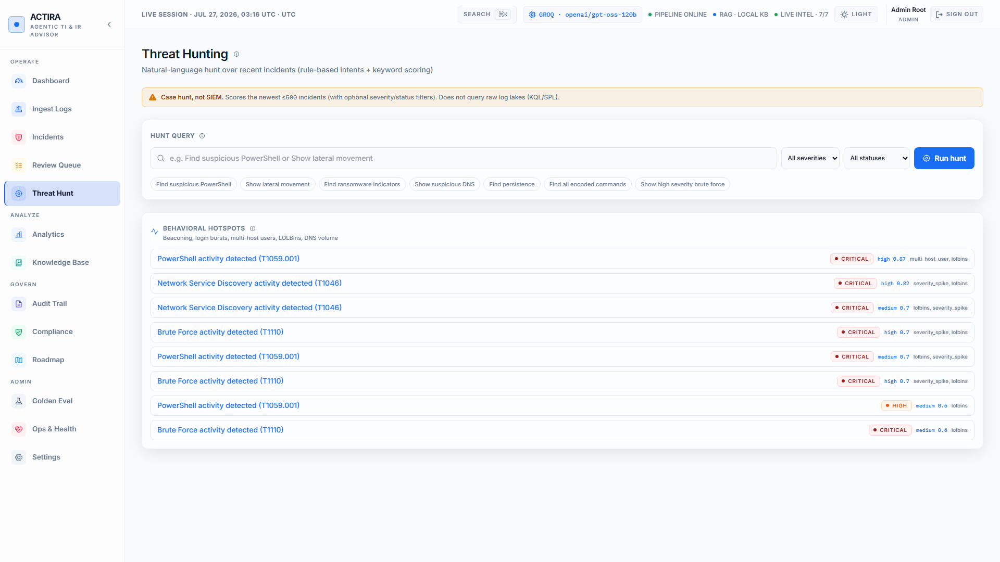 ACTIRA
AGENTIC TI & IR
ADVISOR
OPERATE
Dashboard
Ingest Logs
Incidents
Review Queue
Threat Hunt
ANALYZE
Analytics
Knowledge Base
GOVERN
Audit Trail
Compliance
Roadmap
ADMIN
Golden Eval
Ops & Health
Settings
LIVE SESSION · JUL 27, 2026, 03:16 UTC · UTC
SEARCH ⌘K
GROQ · openai/gpt-oss-120b
PIPELINE ONLINE
RAG · LOCAL KB
LIVE INTEL · 7/7
LIGHT
Admin Root
ADMIN
SIGN OUT
Threat Hunting
Natural-language hunt over recent incidents (rule-based intents + keyword scoring)
Case hunt, not SIEM. Scores the newest ≤500 incidents (with optional severity/status filters). Does not query raw log lakes (KQL/SPL).
HUNT QUERY
e.g. Find suspicious PowerShell or Show lateral movement
All severities
All statuses
Run hunt
Find suspicious PowerShell
Show lateral movement
Find ransomware indicators
Show suspicious DNS
Find persistence
Find all encoded commands
Show high severity brute force
BEHAVIORAL HOTSPOTS
Beaconing, login bursts, multi-host users, LOLBins, DNS volume
PowerShell activity detected (T1059.001) CRITICAL high 0.87 multi_host_user, lolbins
Network Service Discovery activity detected (T1046) CRITICAL high 0.82 severity_spike, lolbins
Network Service Discovery activity detected (T1046) CRITICAL medium 0.7 lolbins, severity_spike
Brute Force activity detected (T1110) CRITICAL high 0.7 severity_spike, lolbins
PowerShell activity detected (T1059.001) CRITICAL medium 0.7 lolbins, severity_spike
Brute Force activity detected (T1110) CRITICAL high 0.7 severity_spike, lolbins
PowerShell activity detected (T1059.001) HIGH medium 0.6 lolbins
Brute Force activity detected (T1110) CRITICAL medium 0.6 lolbins